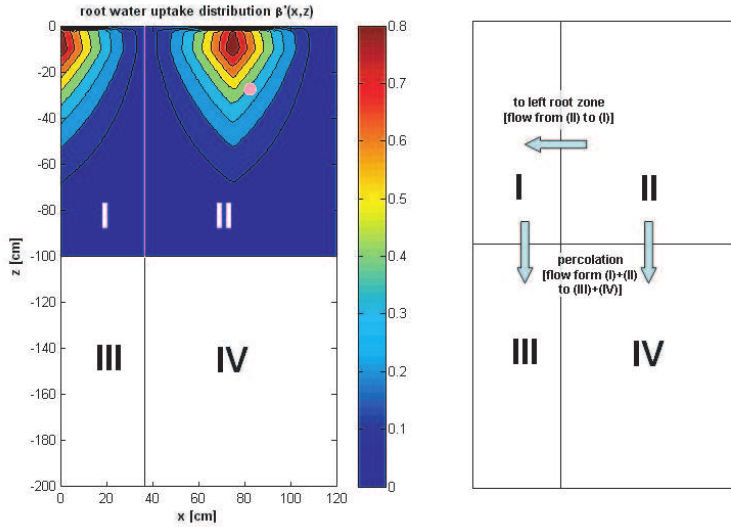 root water uptake distribution β*(x,z)
0
-20
-40
-60
-80
-100
-120
-140
-160
-180
-200
z [cm]
I
II
III
IV
0 20 40 60 80 100 120
x [cm]
0.8
0.7
0.6
0.5
0.4
0.3
0.2
0.1
0
to left root zone
[flow from (II) to (I)]
I
II
percolation
[flow form (I)+(II)
to (III)+(IV)]
III
IV